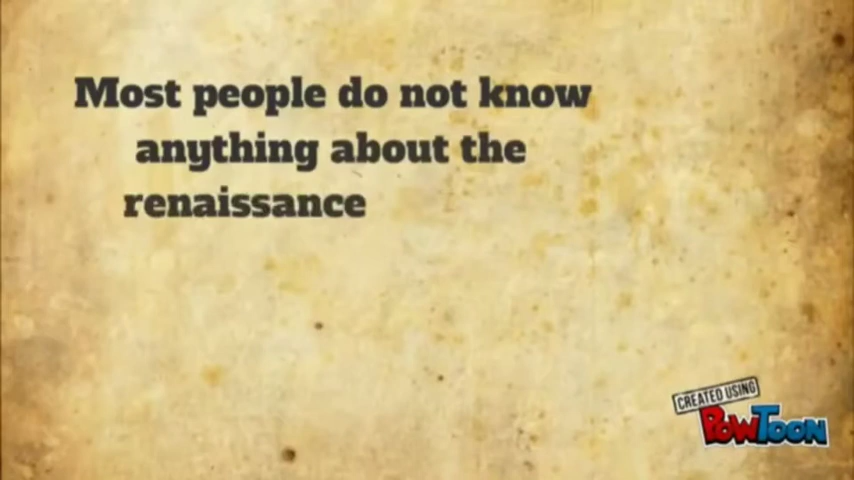 Most people do not know
anything about the
renaissance
CREATED USING
POWTOON